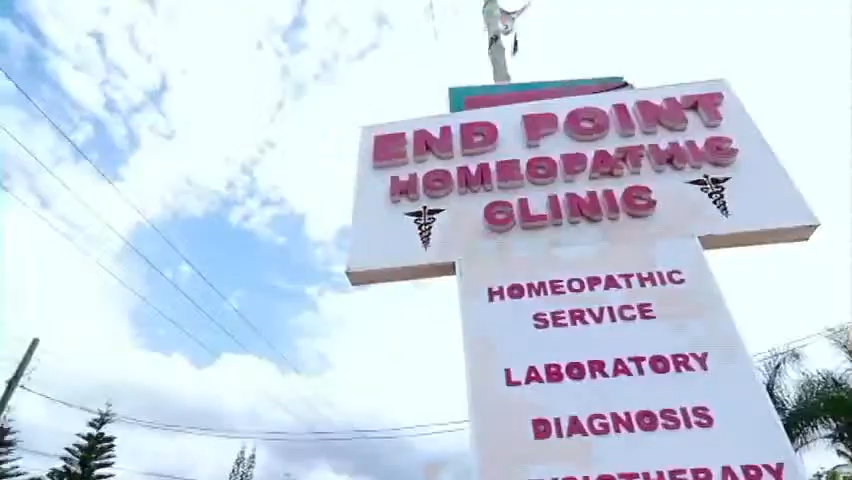 END POINT
HOMEOPATHIC
CLINIC
HOMEOPATHIC
SERVICE
LABORATORY
DIAGNOSIS